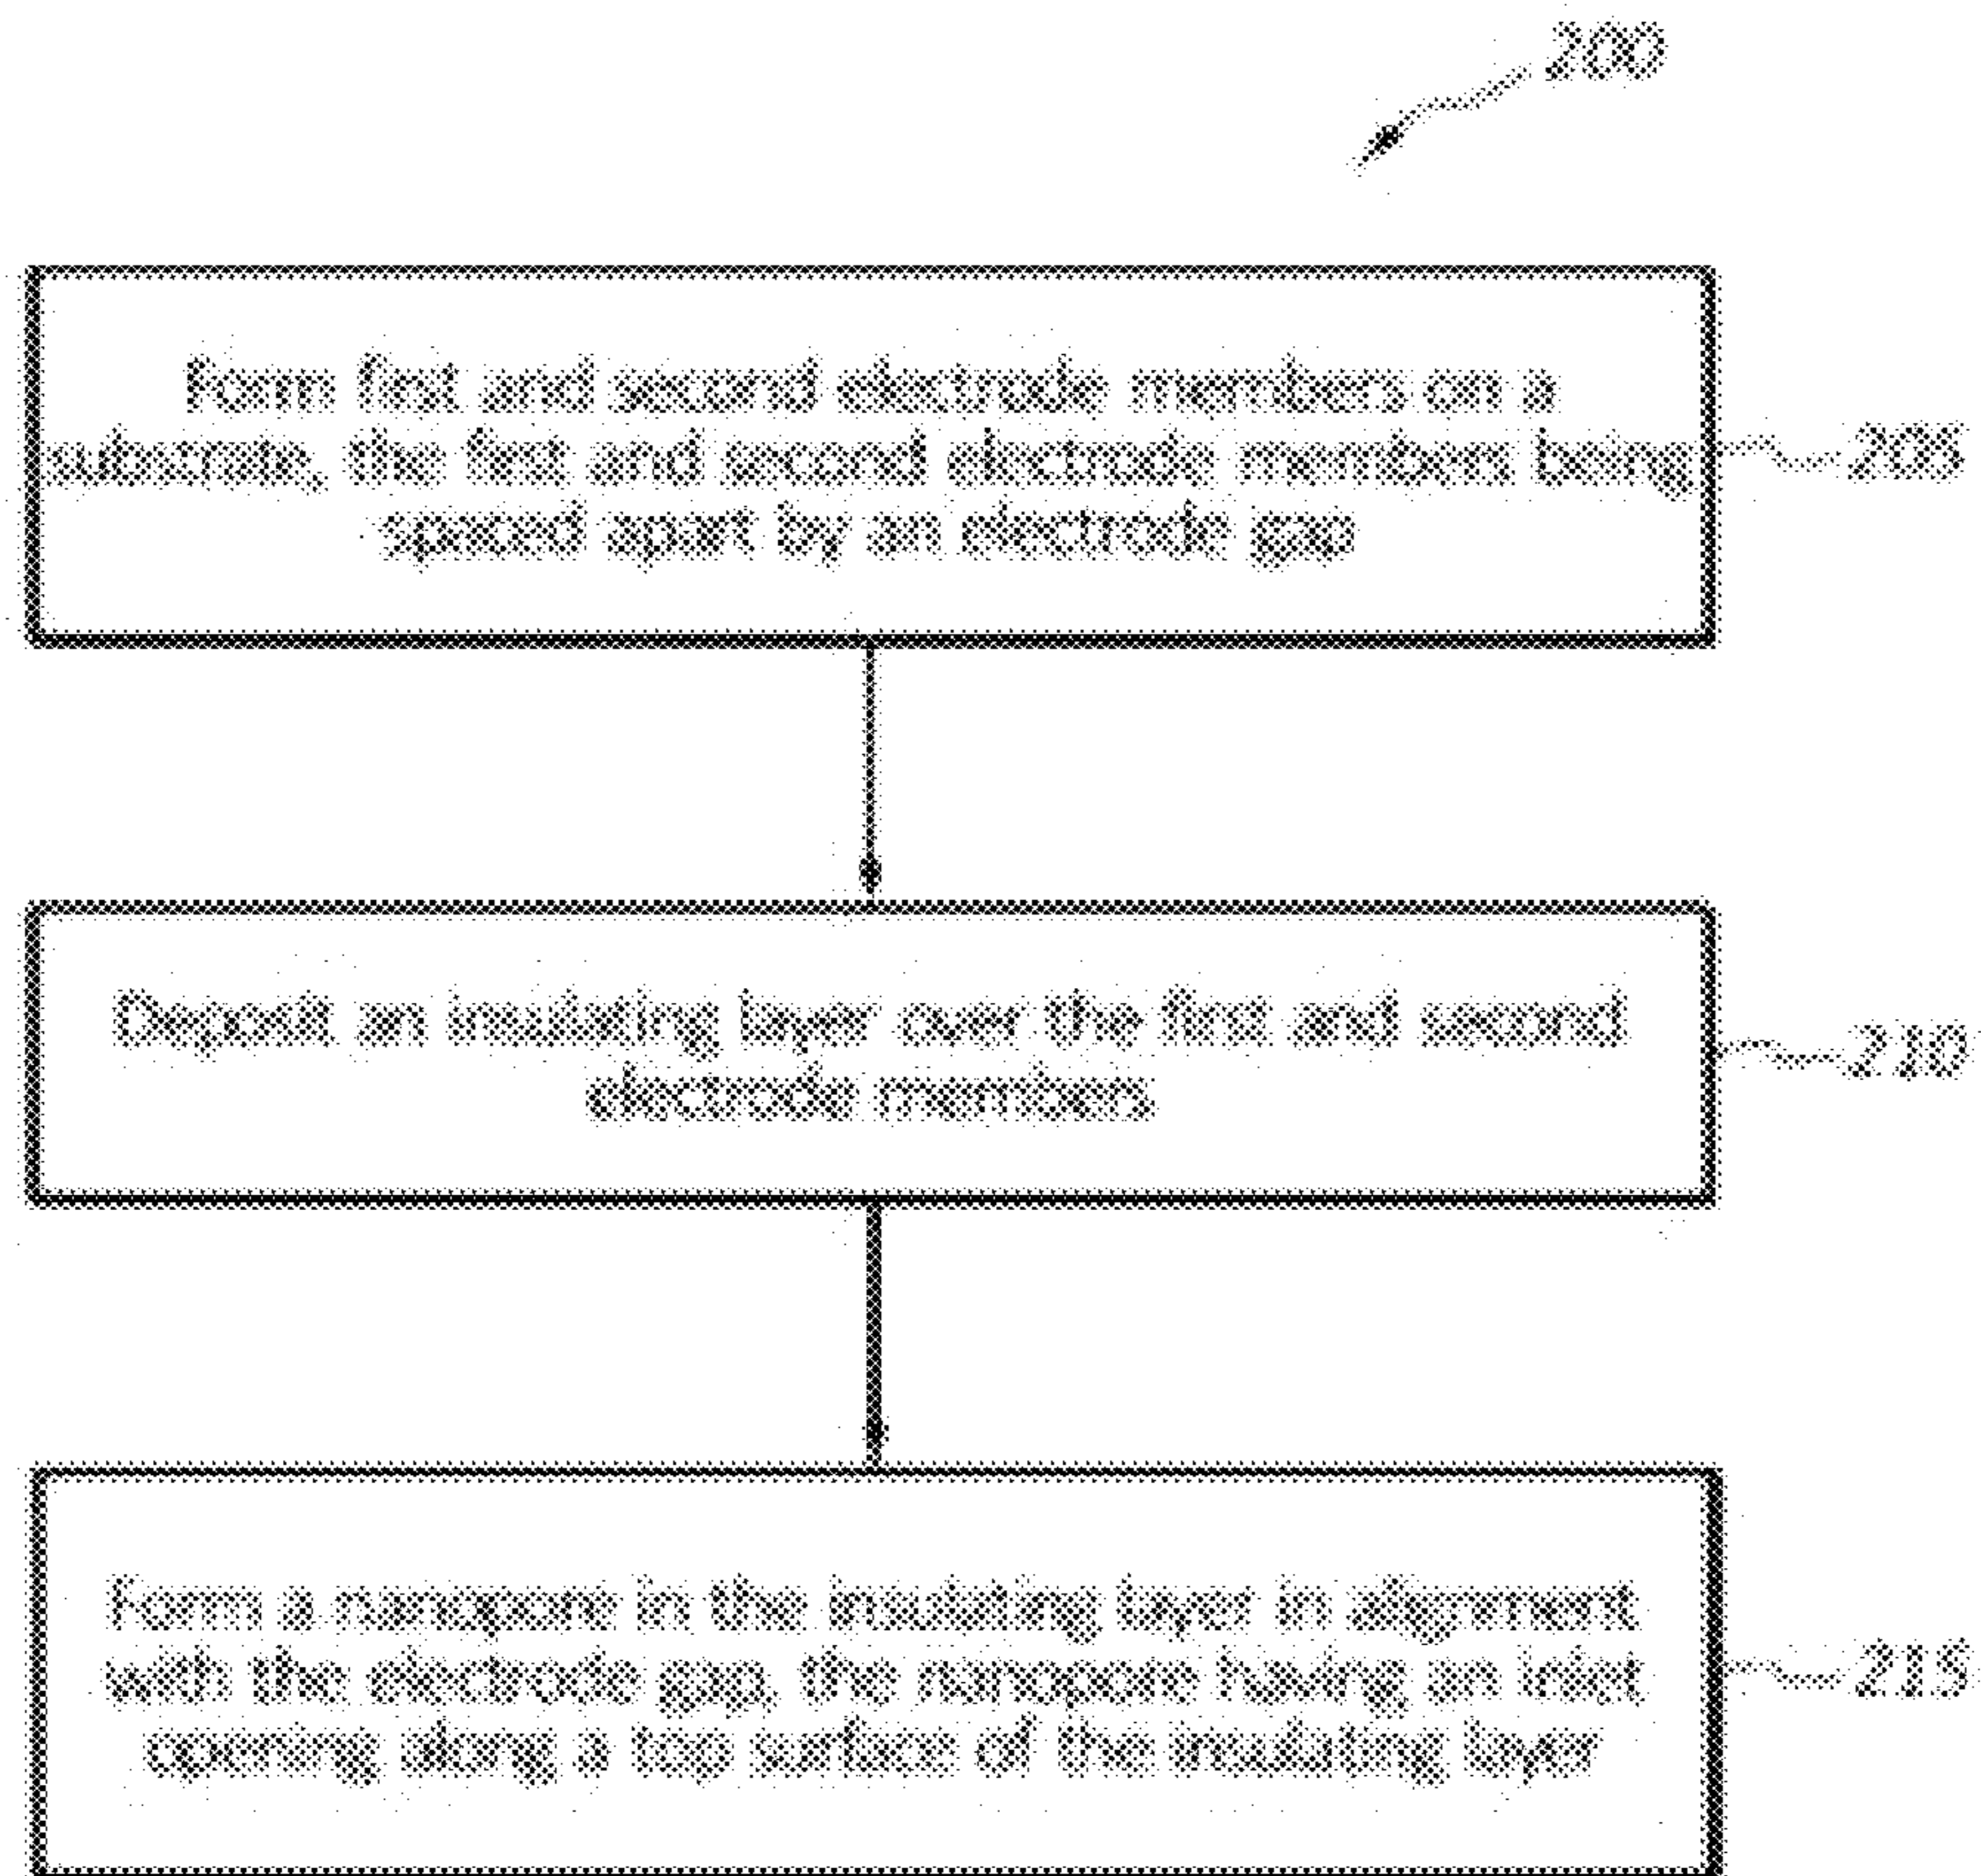 200
Form first and second electrode members on a
substrate, the first and second electrode members being
spaced apart by an electrode gap
205
Deposit an insulating layer over the first and second
electrode members
210
Form a nanopore in the insulating layer in alignment
with the electrode gap, the nanopore having an inlet
opening along a top surface of the insulating layer
215